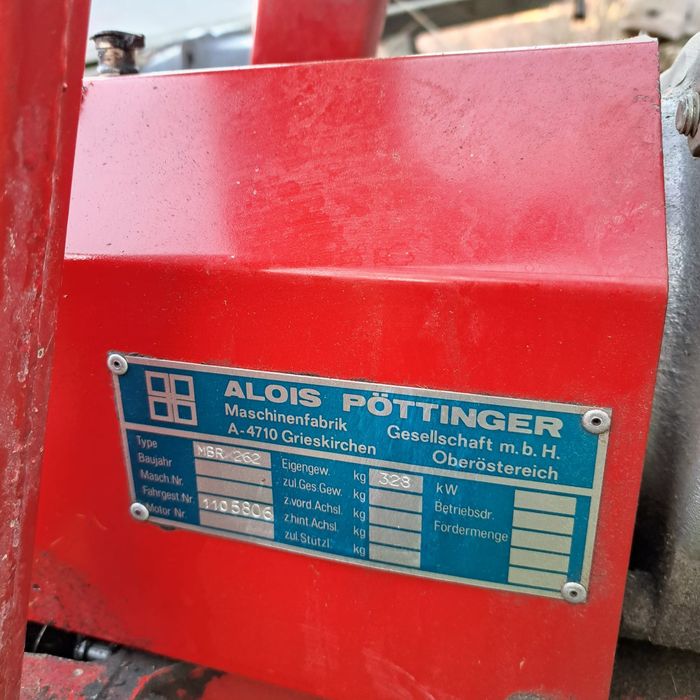 ALOIS PÖTTINGER
Maschinenfabrik Gesellschaft m.b.H.
A-4710 Grieskirchen Oberöstereich
Type MBR 262 Eigengew. kg 328 kW
Baujahr zul.Ges.Gew. kg Betriebsdr.
Masch.Nr. z.vord.Achsl. kg Fördermenge
Fahrgest.Nr. 1105806 z.hint.Achsl. kg
Motor Nr. zul.Stützl. kg